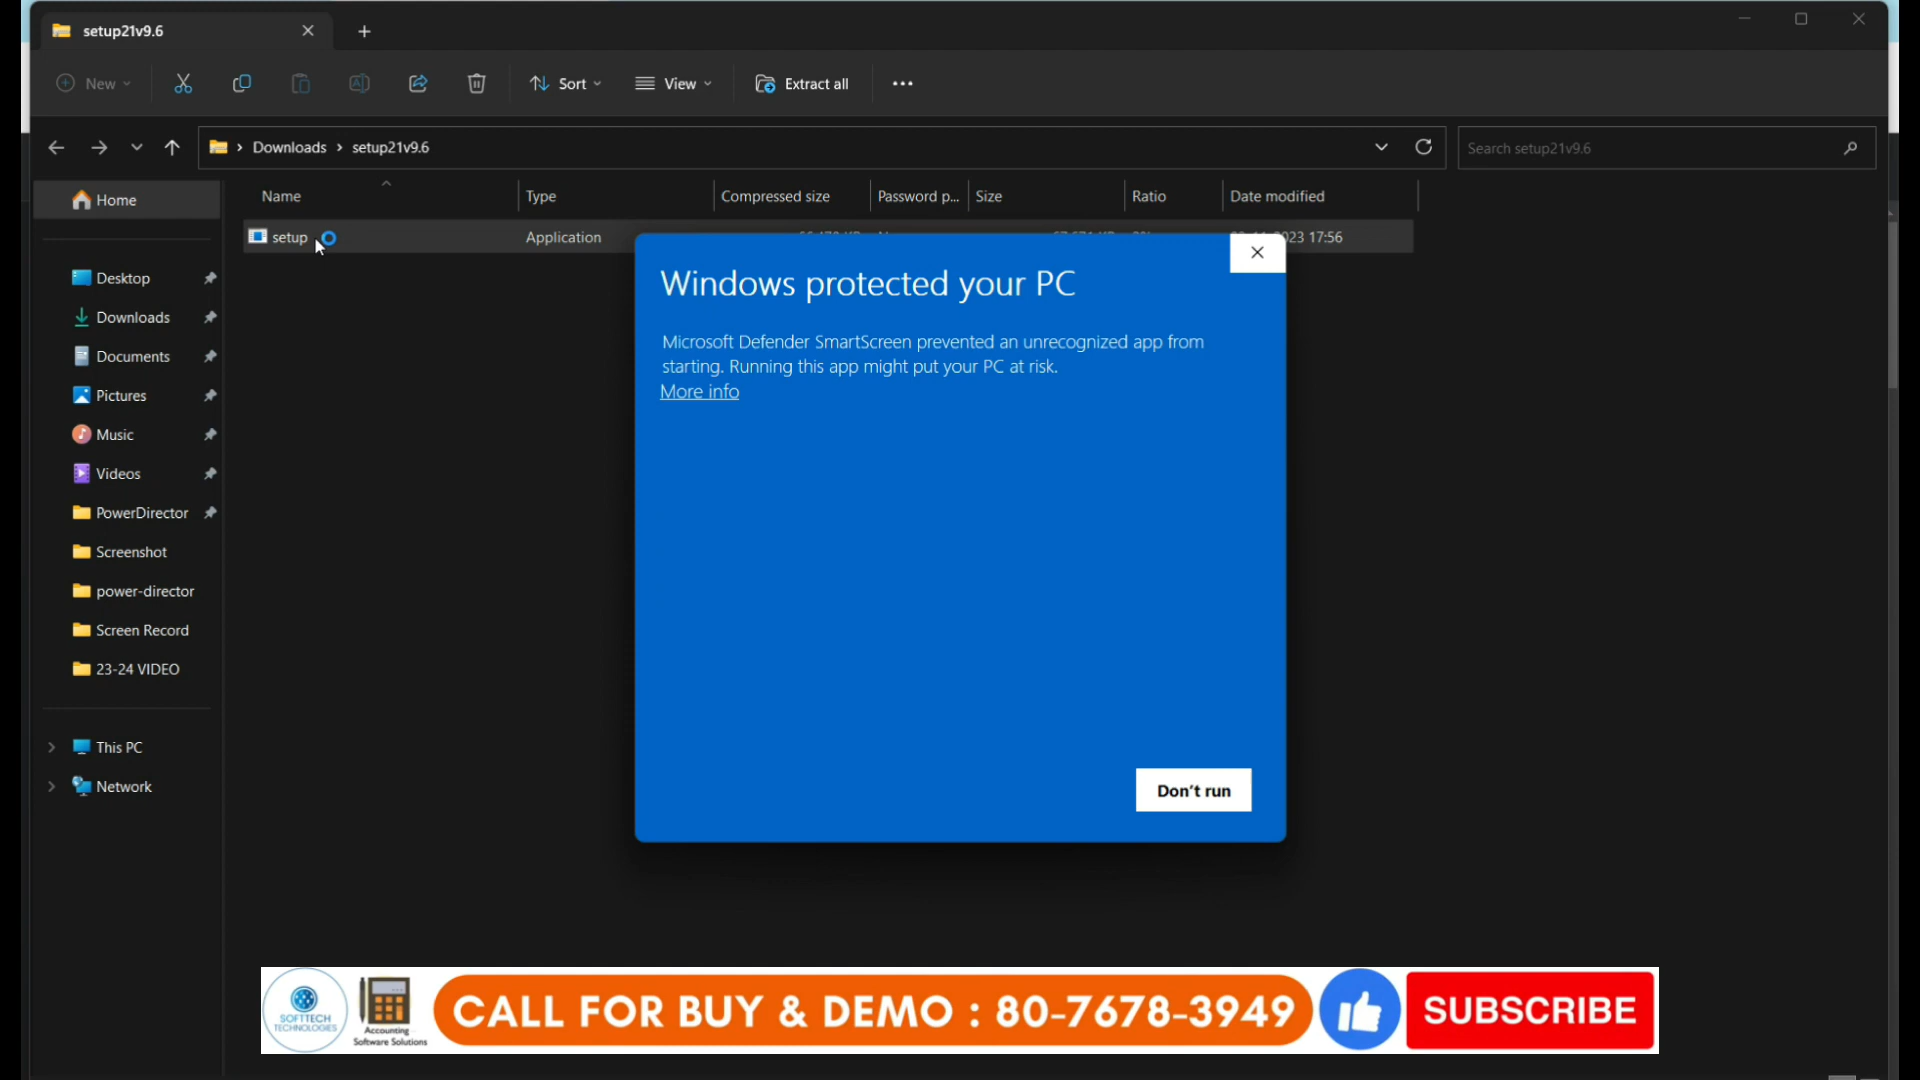 setup21v9.6
New
Sort
View
Extract all
Downloads > setup21v9.6
Search setup21v9.6
Home
Name
Type
Compressed size
Password p...
Size
Ratio
Date modified
setup
Application
2023 17:56
Desktop
Downloads
Documents
Pictures
Music
Videos
PowerDirector
Screenshot
power-director
Screen Record
23-24 VIDEO
This PC
Network
Windows protected your PC
Microsoft Defender SmartScreen prevented an unrecognized app from
starting. Running this app might put your PC at risk.
More info
Don't run
SOFTTECH
TECHNOLOGIES
Accounting
Software Solutions
CALL FOR BUY & DEMO : 80-7678-3949
SUBSCRIBE